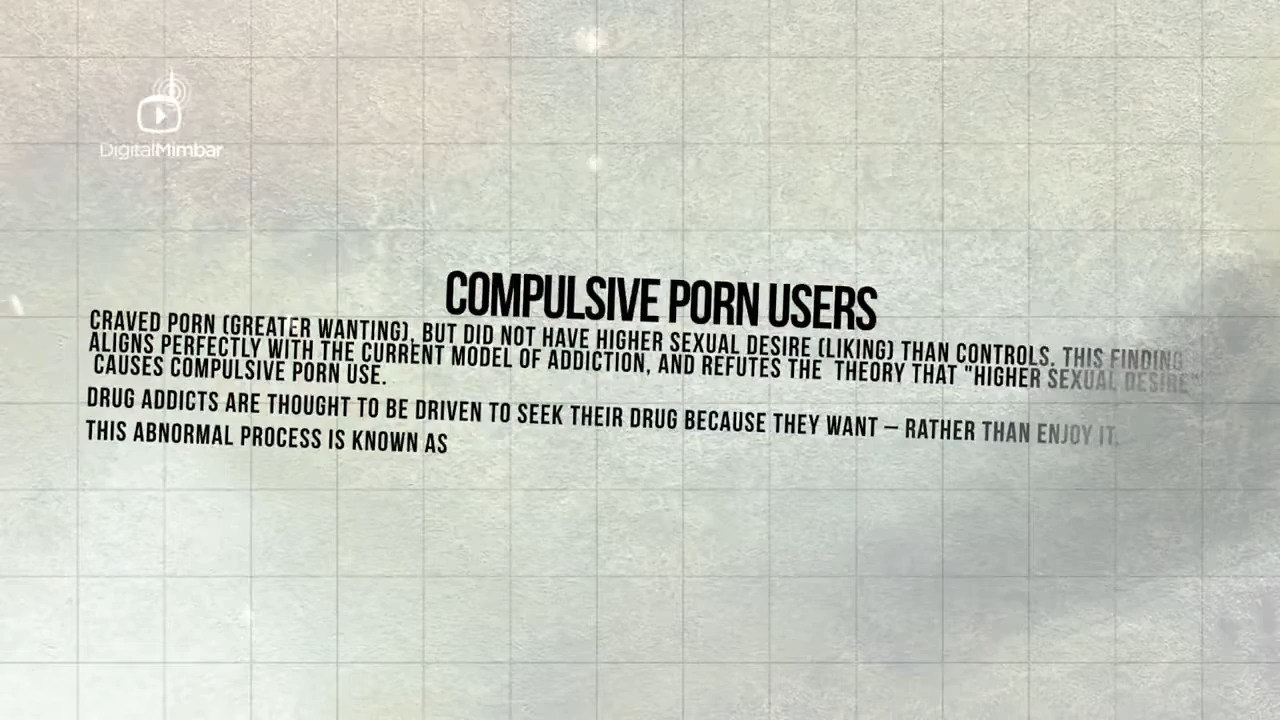 DigitalMimbar
COMPULSIVE PORN USERS
CRAVED PORN (GREATER WANTING), BUT DID NOT HAVE HIGHER SEXUAL DESIRE (LIKING) THAN CONTROLS. THIS FINDING
ALIGNS PERFECTLY WITH THE CURRENT MODEL OF ADDICTION, AND REFUTES THE THEORY THAT "HIGHER SEXUAL DESIRE"
CAUSES COMPULSIVE PORN USE.
DRUG ADDICTS ARE THOUGHT TO BE DRIVEN TO SEEK THEIR DRUG BECAUSE THEY WANT – RATHER THAN ENJOY IT.
THIS ABNORMAL PROCESS IS KNOWN AS